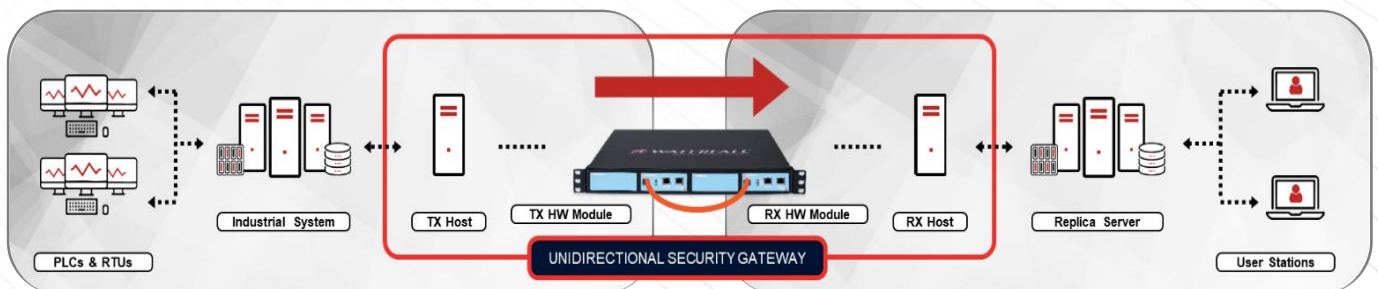 WATERFALL
Industrial System
TX Host
TX HW Module
RX HW Module
RX Host
Replica Server
UNIDIRECTIONAL SECURITY GATEWAY
PLCs & RTUs
User Stations